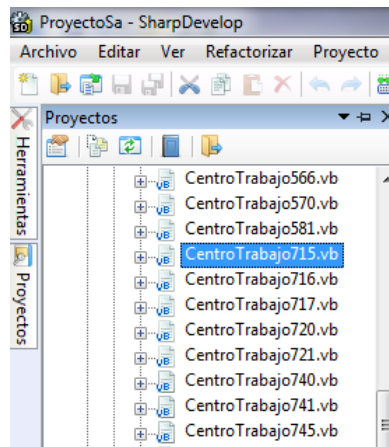 ProyectoSa - SharpDevelop
Archivo Editar Ver Refactorizar Proyecto
Proyectos
Herramientas
Proyectos
CentroTrabajo566.vb
CentroTrabajo570.vb
CentroTrabajo581.vb
CentroTrabajo715.vb
CentroTrabajo716.vb
CentroTrabajo717.vb
CentroTrabajo720.vb
CentroTrabajo721.vb
CentroTrabajo740.vb
CentroTrabajo741.vb
CentroTrabajo745.vb